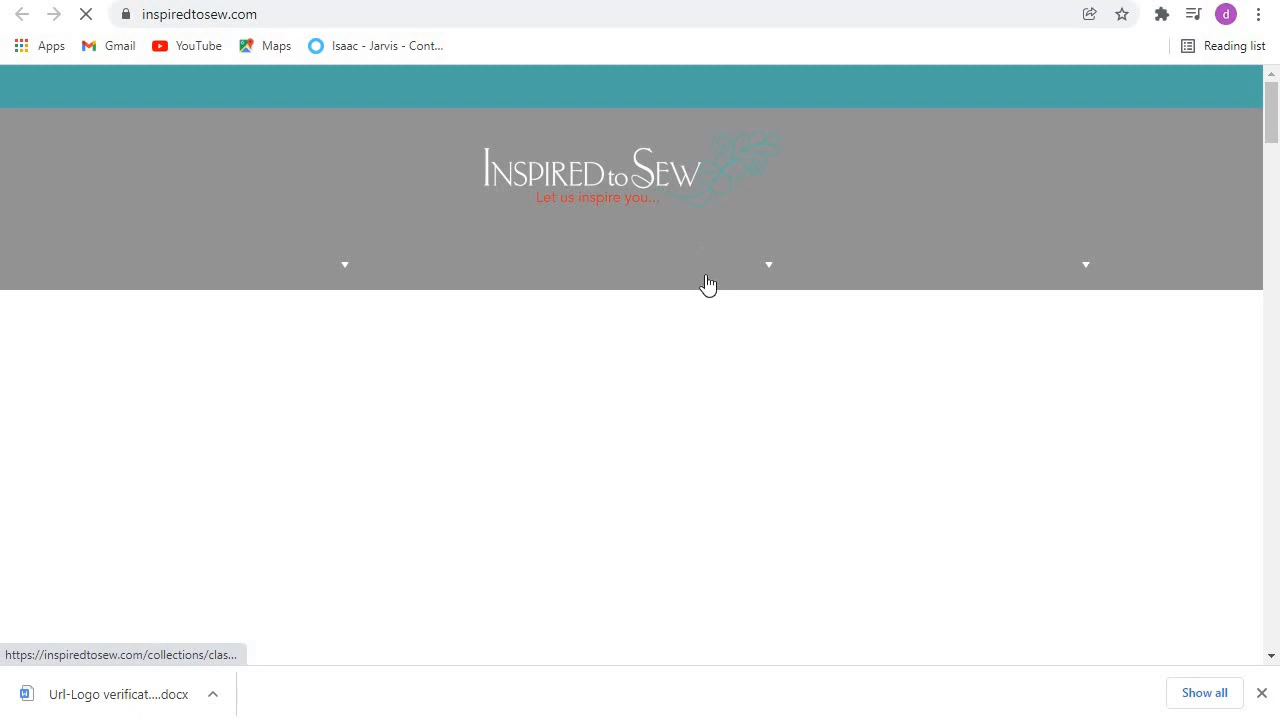 inspiredtosew.com
Apps Gmail YouTube Maps Isaac - Jarvis - Cont... Reading list
INSPIRED to SEW
Let us inspire you...
https://inspiredtosew.com/collections/clas...
Url-Logo verificat....docx Show all
d